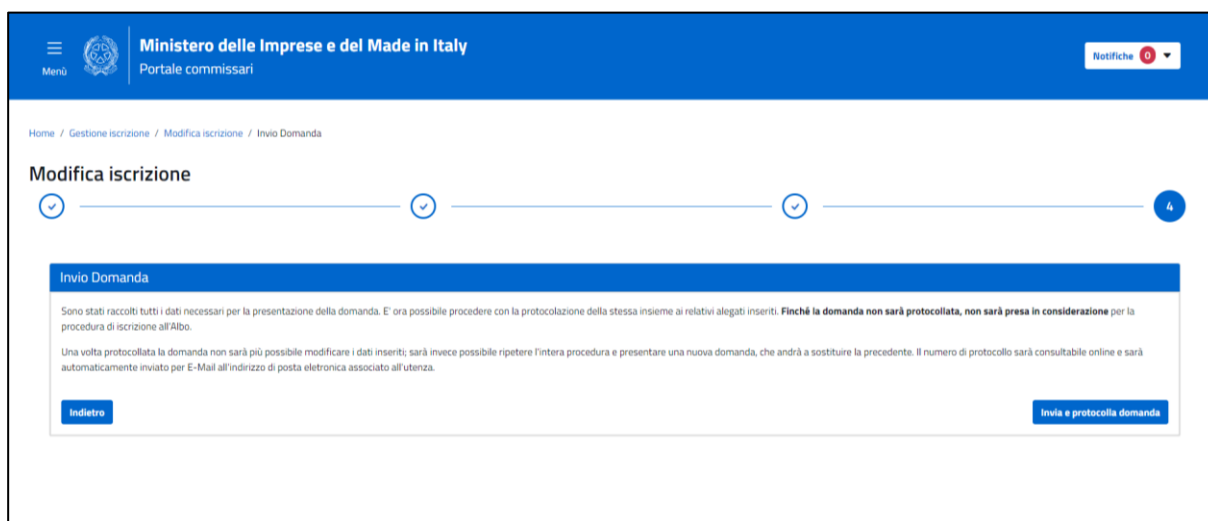 Ministero delle Imprese e del Made in Italy
Menù
Portale commissari
Notifiche 0
Home / Gestione iscrizione / Modifica iscrizione / Invio Domanda
Modifica iscrizione
4
Invio Domanda
Sono stati raccolti tutti i dati necessari per la presentazione della domanda. E' ora possibile procedere con la protocolazione della stessa insieme ai relativi alegati inseriti. Finché la domanda non sarà protocollata, non sarà presa in considerazione per la
procedura di iscrizione all'Albo.
Una volta protocollata la domanda non sarà più possibile modificare i dati inseriti; sarà invece possibile ripetere l'intera procedura e presentare una nuova domanda, che andrà a sostituire la precedente. Il numero di protocollo sarà consultabile online e sarà
automaticamente inviato per E-Mail all'indirizzo di posta eletronica associato all'utenza.
Indietro
Invia e protocolla domanda